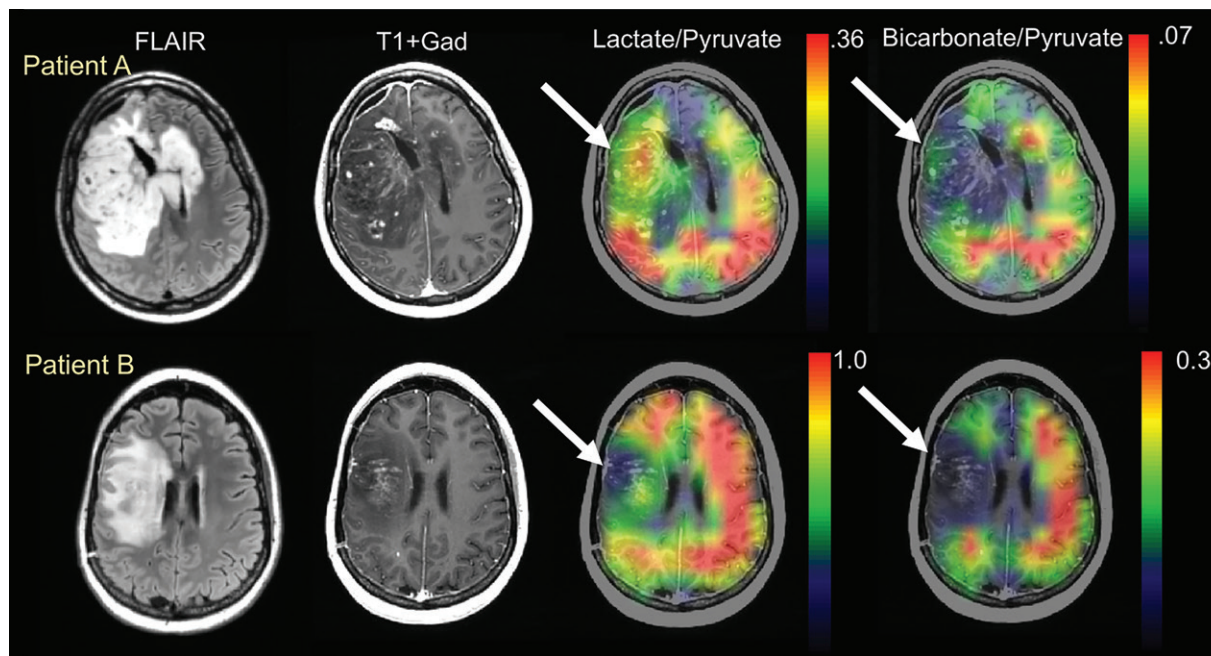 FLAIR T1+Gad Lactate/Pyruvate .36 Bicarbonate/Pyruvate .07
Patient A
Patient B 1.0 0.3